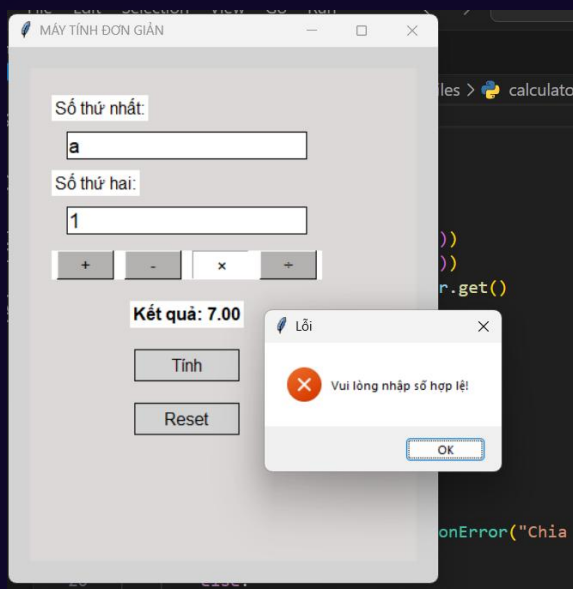 File Edit Selection View Go Run
MÁY TÍNH ĐƠN GIẢN
iles > calculato
Số thứ nhất:
a
Số thứ hai:
1
))
))
r.get()
+ - × ÷
Kết quả: 7.00
Lỗi
Vui lòng nhập số hợp lệ!
OK
Tính
Reset
onError("Chia
else: